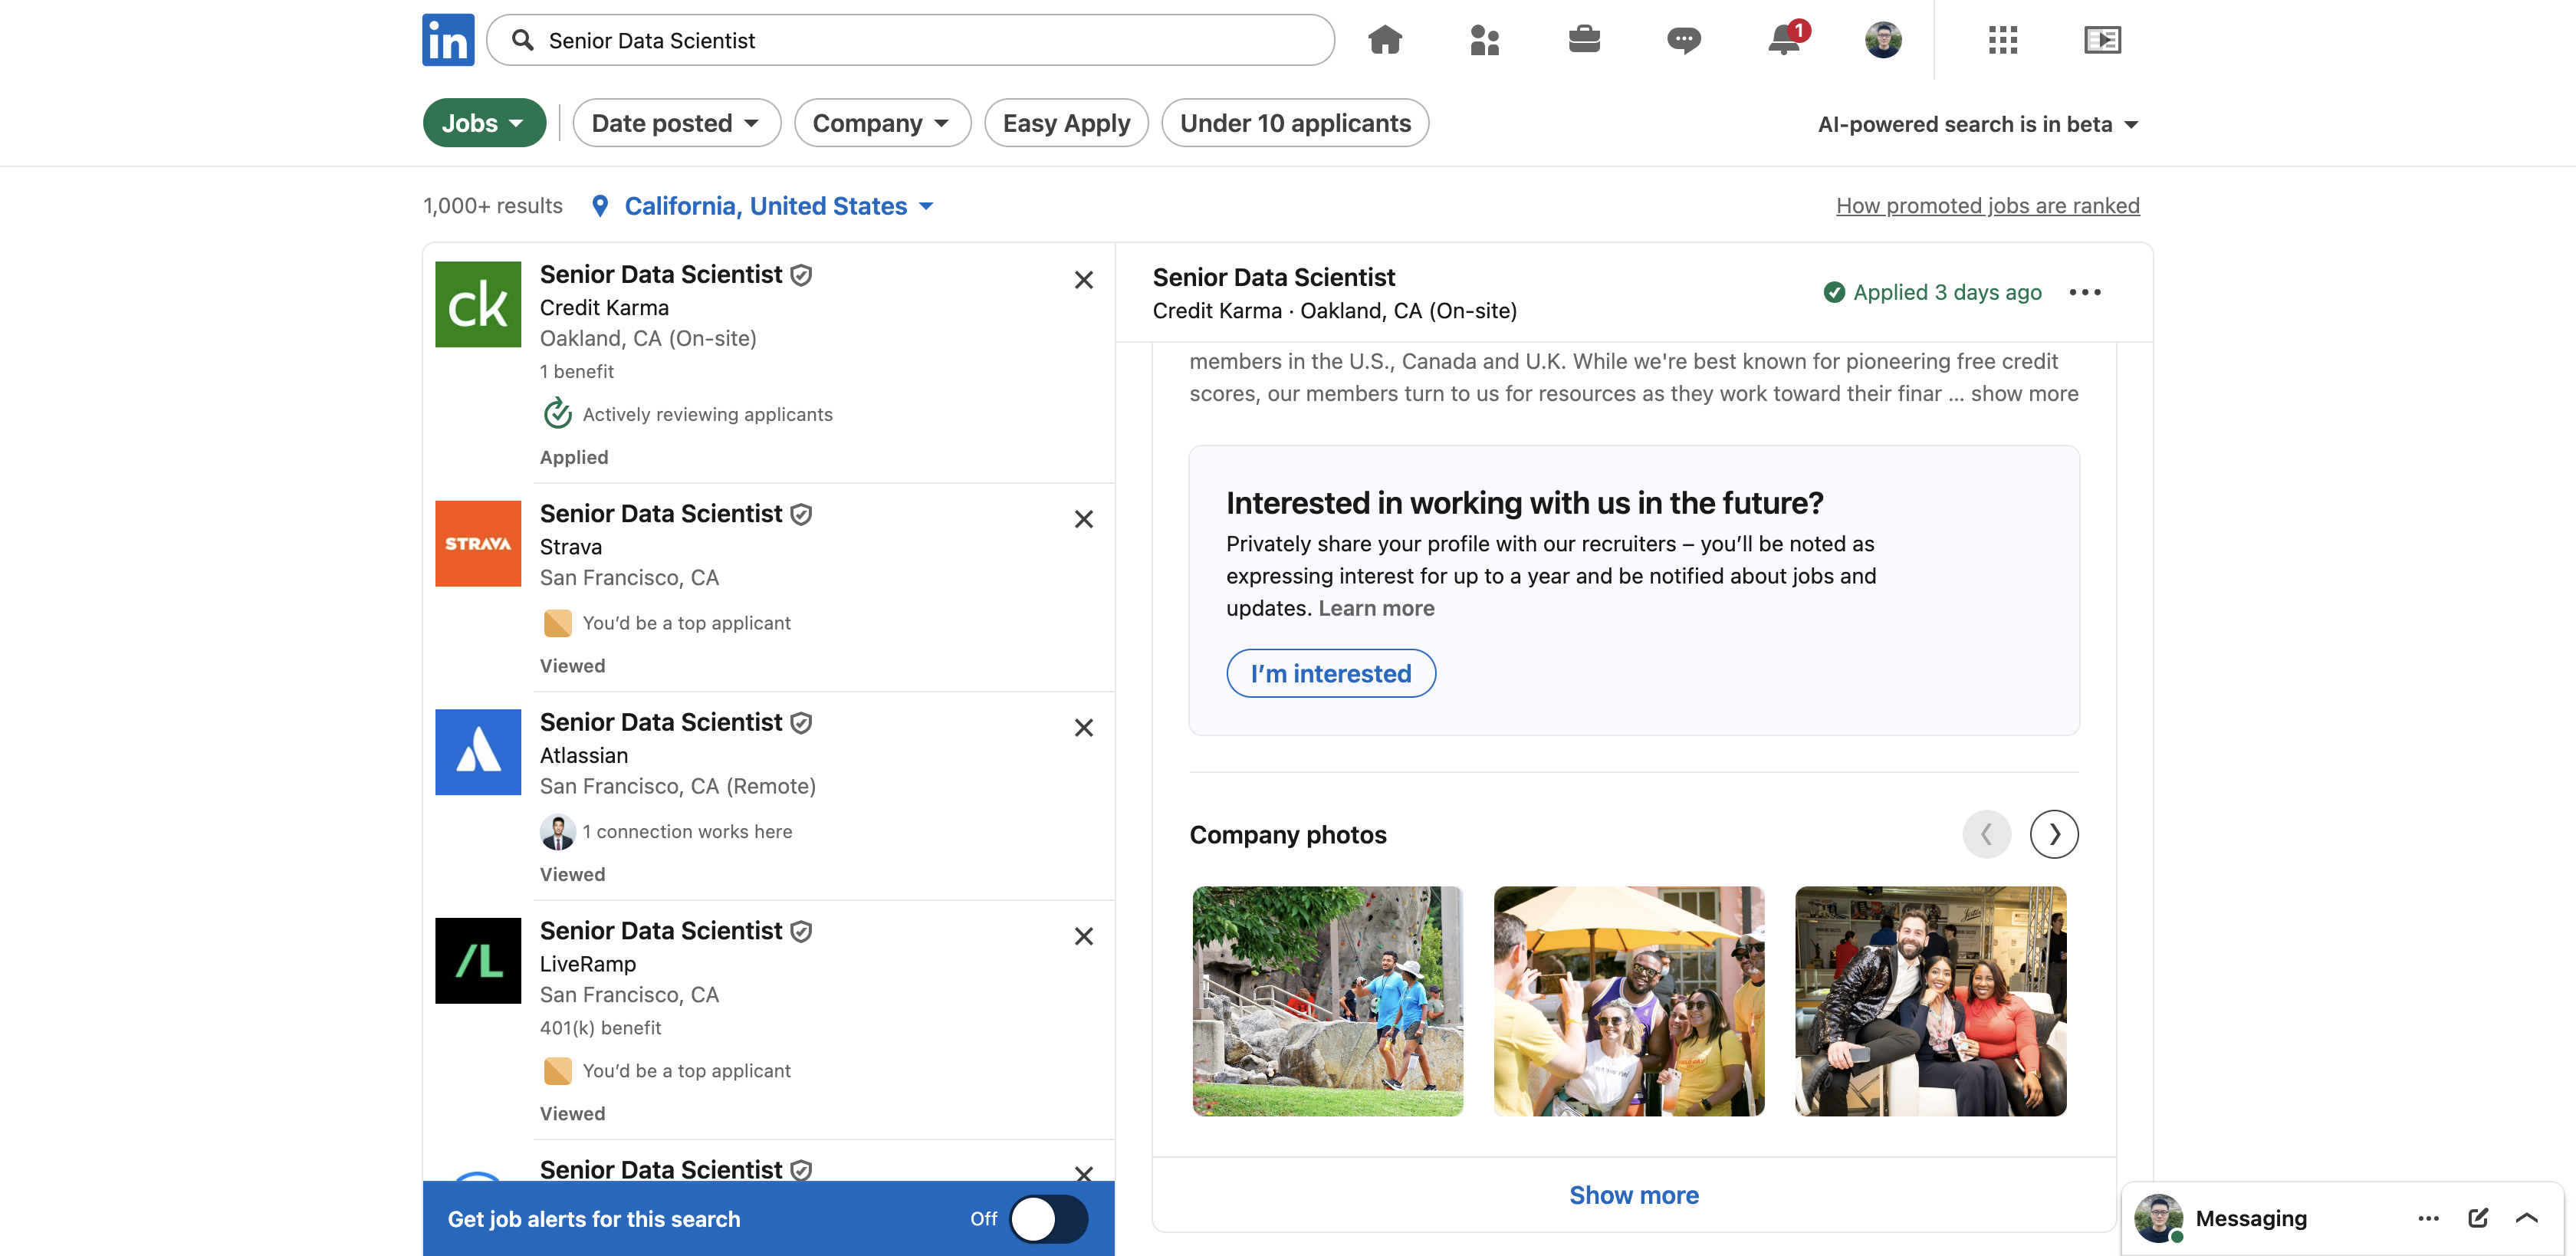 in
Senior Data Scientist
1
Jobs
Date posted
Company
Easy Apply
Under 10 applicants
AI-powered search is in beta
1,000+ results
California, United States
How promoted jobs are ranked
ck
Senior Data Scientist
Credit Karma
Oakland, CA (On-site)
1 benefit
Actively reviewing applicants
Applied
STRAVA
Senior Data Scientist
Strava
San Francisco, CA
You’d be a top applicant
Viewed
Senior Data Scientist
Atlassian
San Francisco, CA (Remote)
1 connection works here
Viewed
/L
Senior Data Scientist
LiveRamp
San Francisco, CA
401(k) benefit
You’d be a top applicant
Viewed
Senior Data Scientist
Get job alerts for this search
Off
Senior Data Scientist
Credit Karma · Oakland, CA (On-site)
Applied 3 days ago
members in the U.S., Canada and U.K. While we're best known for pioneering free credit
scores, our members turn to us for resources as they work toward their finar ... show more
Interested in working with us in the future?
Privately share your profile with our recruiters – you’ll be noted as
expressing interest for up to a year and be notified about jobs and
updates. Learn more
I’m interested
Company photos
Show more
Messaging